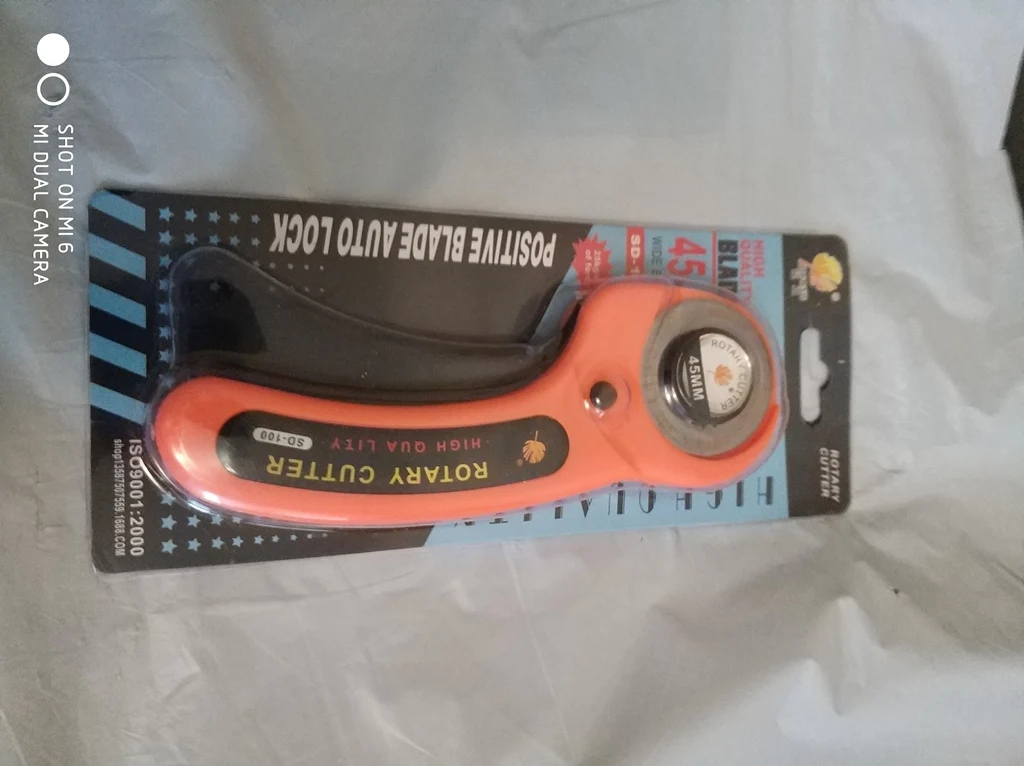 SHOT ON MI 6
MI DUAL CAMERA
ROTARY
CUTTER
HIGH
QUALITY
45
SD-1
POSITIVE BLADE AUTO LOCK
HIGH QUALITY
ROTARY CUTTER
45MM
ROTARY CUTTER
HIGH QUA LITY
SD-100
ISO9001:2000